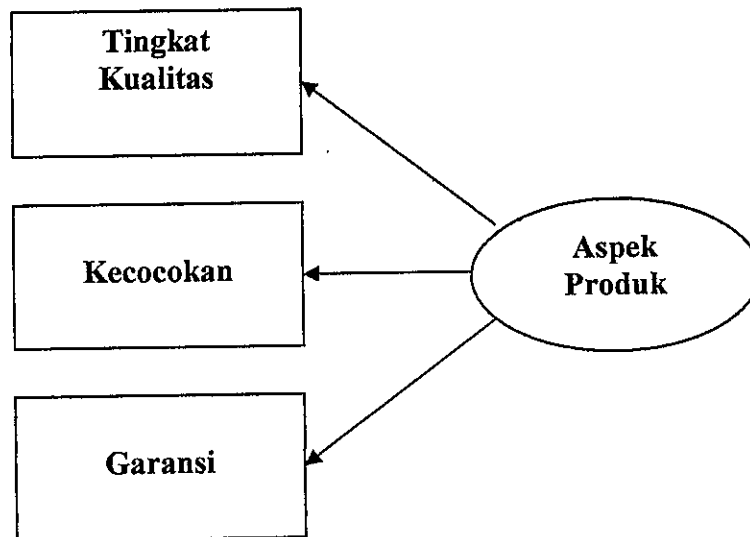 Tingkat
Kualitas
Kecocokan
Aspek
Produk
Garansi